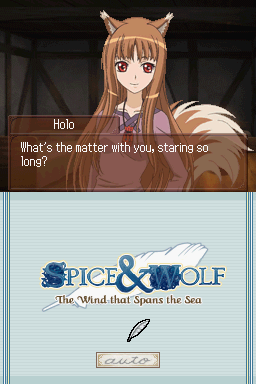 Holo
What's the matter with you, staring so
long?
SPICE&WOLF
The Wind that Spans the Sea
auto